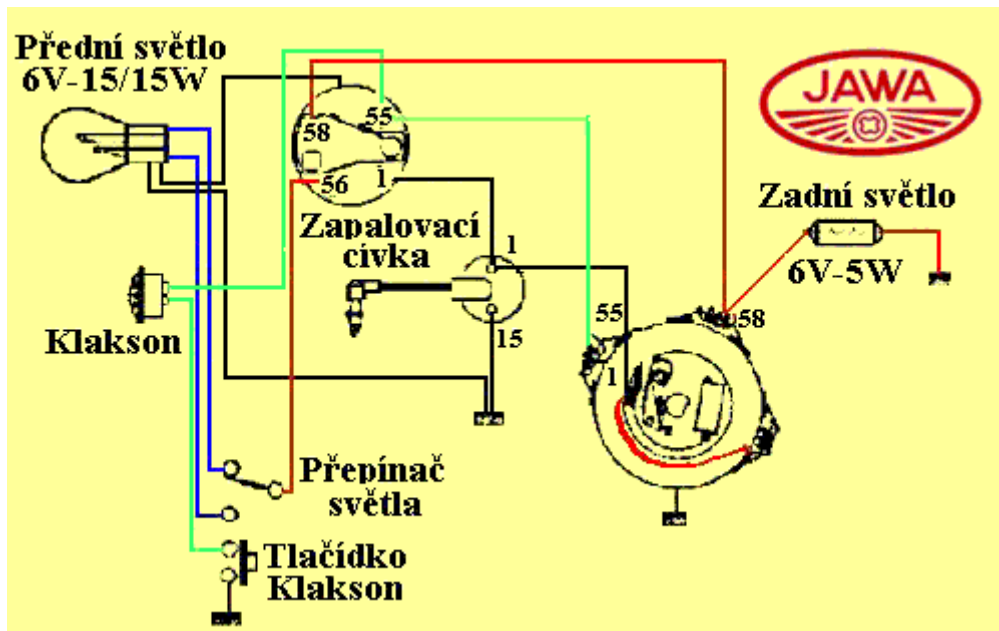 Přední světlo
6V-15/15W
JAWA
58
55
56
1
Zapalovací
cívka
1
15
Zadní světlo
6V-5W
Klakson
55
58
1
Přepínač
světla
Tlačídko
Klakson